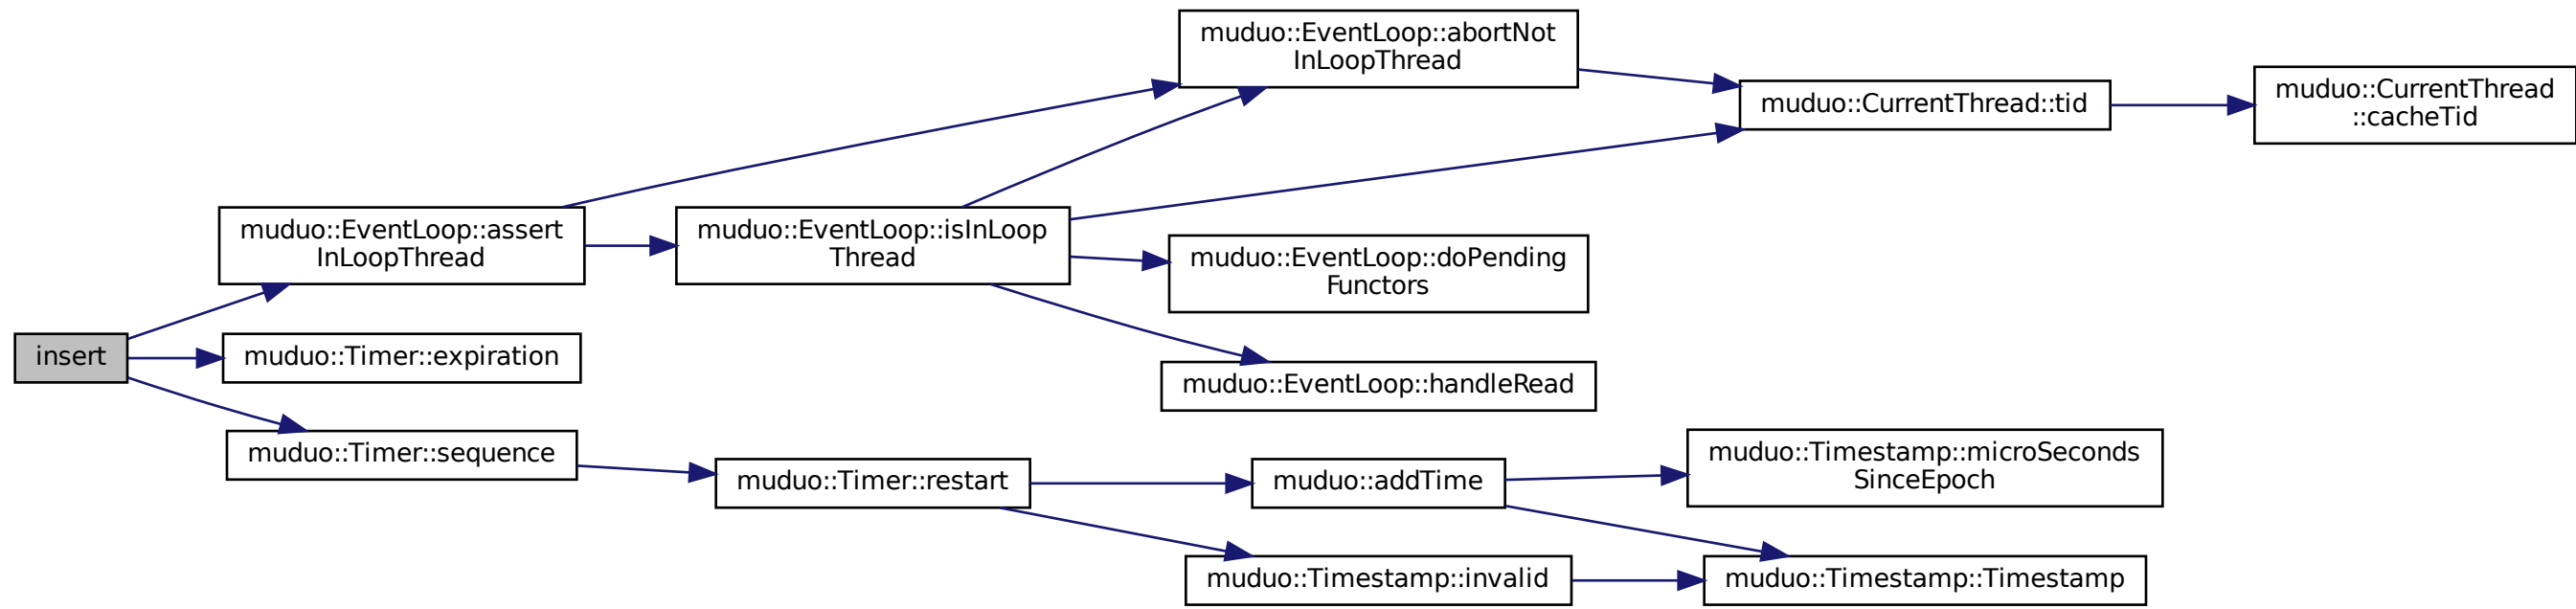 insert
muduo::EventLoop::assert
InLoopThread
muduo::Timer::expiration
muduo::Timer::sequence
muduo::EventLoop::isInLoop
Thread
muduo::Timer::restart
muduo::EventLoop::abortNot
InLoopThread
muduo::EventLoop::doPending
Functors
muduo::EventLoop::handleRead
muduo::addTime
muduo::Timestamp::invalid
muduo::CurrentThread::tid
muduo::Timestamp::microSeconds
SinceEpoch
muduo::Timestamp::Timestamp
muduo::CurrentThread
::cacheTid